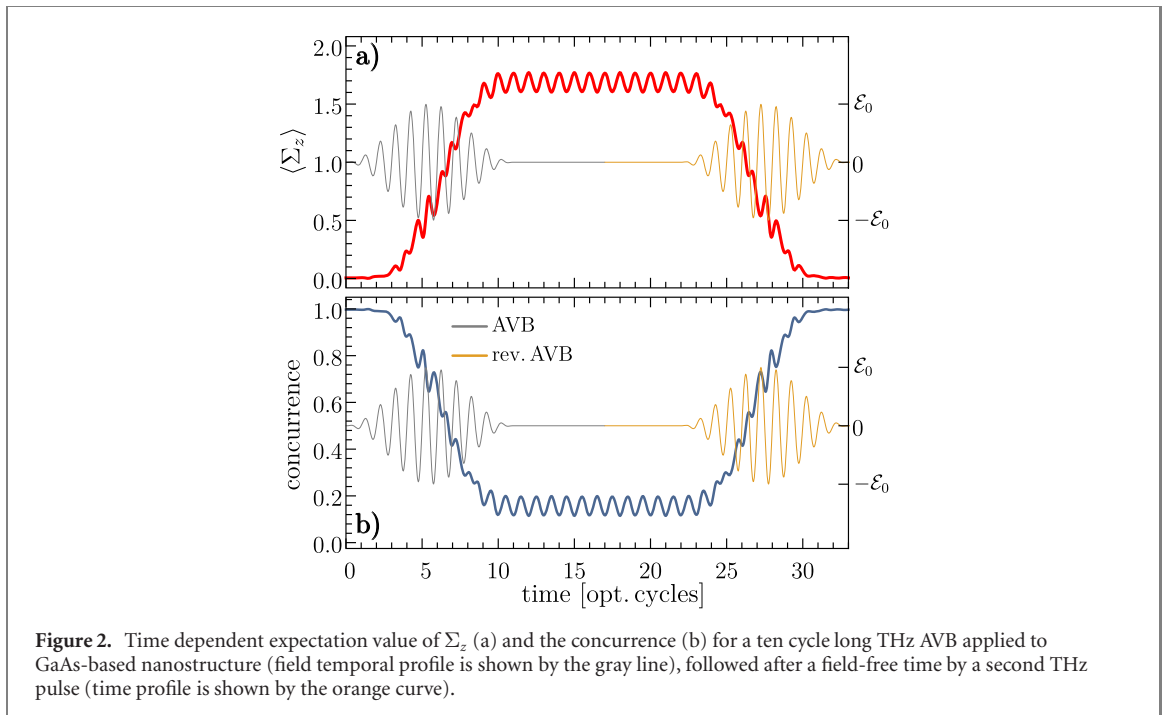 a)
2.0
1.5
1.0
0.5
0.0
⟨Σ_z⟩
ℰ₀
0
−ℰ₀
1.0
0.8
0.6
0.4
0.2
0.0
concurrence
AVB
rev. AVB
ℰ₀
0
−ℰ₀
b)
0 5 10 15 20 25 30
time [opt. cycles]
Figure 2. Time dependent expectation value of Σ_z (a) and the concurrence (b) for a ten cycle long THz AVB applied to
GaAs-based nanostructure (field temporal profile is shown by the gray line), followed after a field-free time by a second THz
pulse (time profile is shown by the orange curve).